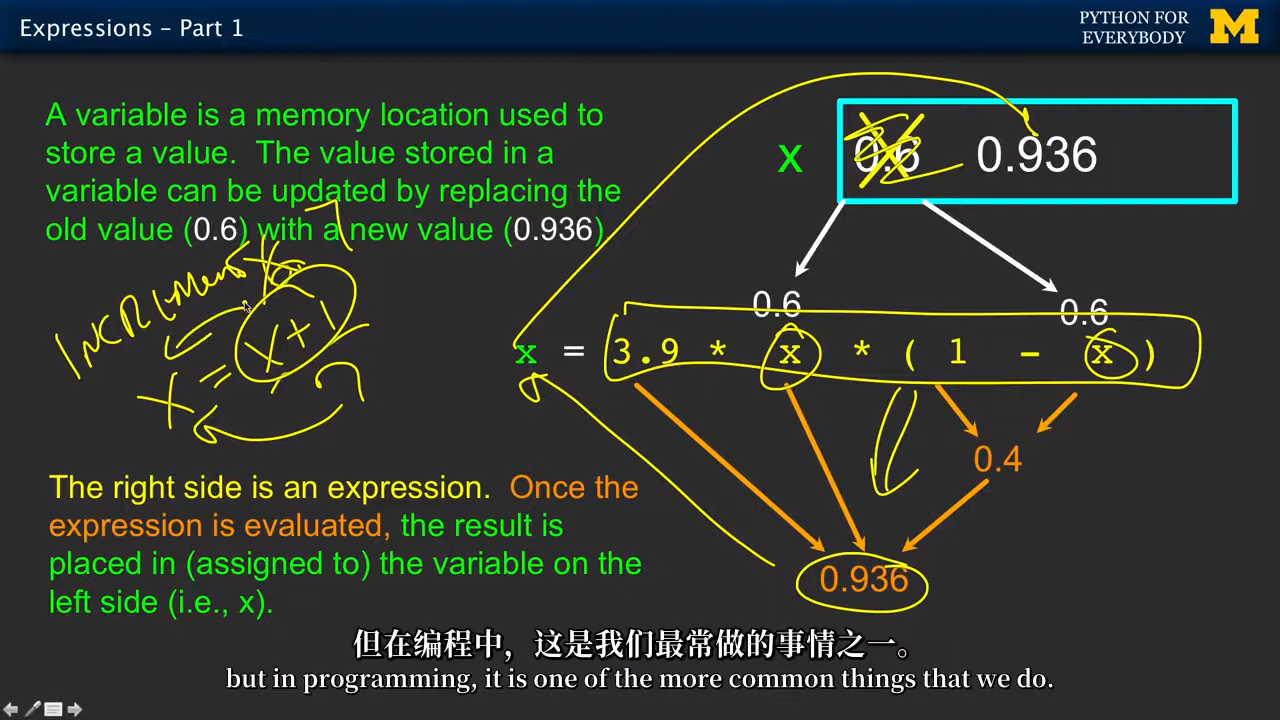 Expressions – Part 1
PYTHON FOR
EVERYBODY
M
A variable is a memory location used to
store a value.  The value stored in a
variable can be updated by replacing the
old value (0.6) with a new value (0.936)
x
0.6 0.936
0.6 0.6
x = 3.9 * x * ( 1 - x )
0.4
0.936
x = x + 1
The right side is an expression.  Once the
expression is evaluated, the result is
placed in (assigned to) the variable on the
left side (i.e., x).
但在编程中，这是我们最常做的事情之一。
but in programming, it is one of the more common things that we do.